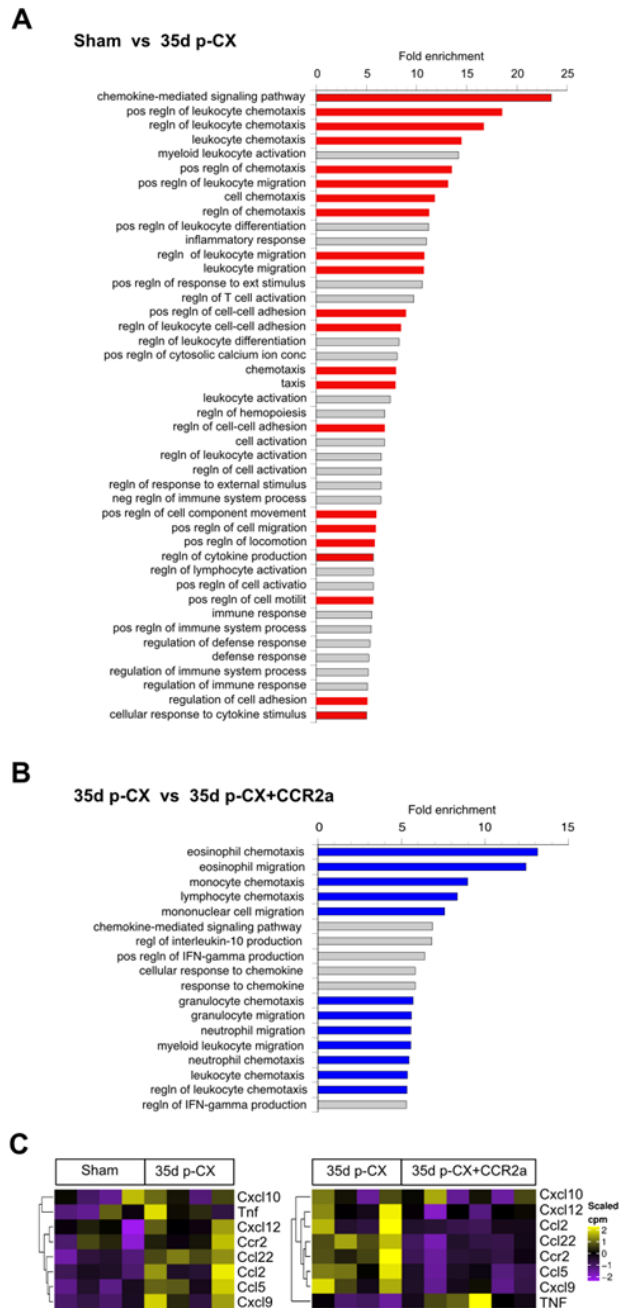 A
Sham vs 35d p-CX
Fold enrichment
0 5 10 15 20 25
chemokine-mediated signaling pathway
pos regln of leukocyte chemotaxis
regln of leukocyte chemotaxis
leukocyte chemotaxis
myeloid leukocyte activation
pos regln of chemotaxis
pos regln of leukocyte migration
cell chemotaxis
regln of chemotaxis
pos regln of leukocyte differentiation
inflammatory response
regln of leukocyte migration
leukocyte migration
pos regln of response to ext stimulus
regln of T cell activation
pos regln of cell-cell adhesion
regln of leukocyte cell-cell adhesion
regln of leukocyte differentiation
pos regln of cytosolic calcium ion conc
chemotaxis
taxis
leukocyte activation
regln of hemopoiesis
regln of cell-cell adhesion
cell activation
regln of leukocyte activation
regln of cell activation
regln of response to external stimulus
neg regln of immune system process
pos regln of cell component movement
pos regln of cell migration
pos regln of locomotion
regln of cytokine production
regln of lymphocyte activation
pos regln of cell activatio
pos regln of cell motilit
immune response
pos regln of immune system process
regulation of defense response
defense response
regulation of immune system process
regulation of immune response
regulation of cell adhesion
cellular response to cytokine stimulus
B
35d p-CX vs 35d p-CX+CCR2a
Fold enrichment
0 5 10 15
eosinophil chemotaxis
eosinophil migration
monocyte chemotaxis
lymphocyte chemotaxis
mononuclear cell migration
chemokine-mediated signaling pathway
regl of interleukin-10 production
pos regln of IFN-gamma production
cellular response to chemokine
response to chemokine
granulocyte chemotaxis
granulocyte migration
neutrophil migration
myeloid leukocyte migration
neutrophil chemotaxis
leukocyte chemotaxis
regln of leukocyte chemotaxis
regln of IFN-gamma production
C
Sham 35d p-CX
Cxcl10
Tnf
Cxcl12
Ccr2
Ccl22
Ccl2
Ccl5
Cxcl9
35d p-CX 35d p-CX+CCR2a
Cxcl10
Cxcl12
Ccl2
Ccl22
Ccr2
Ccl5
Cxcl9
TNF
Scaled
cpm
2
1
0
-1
-2